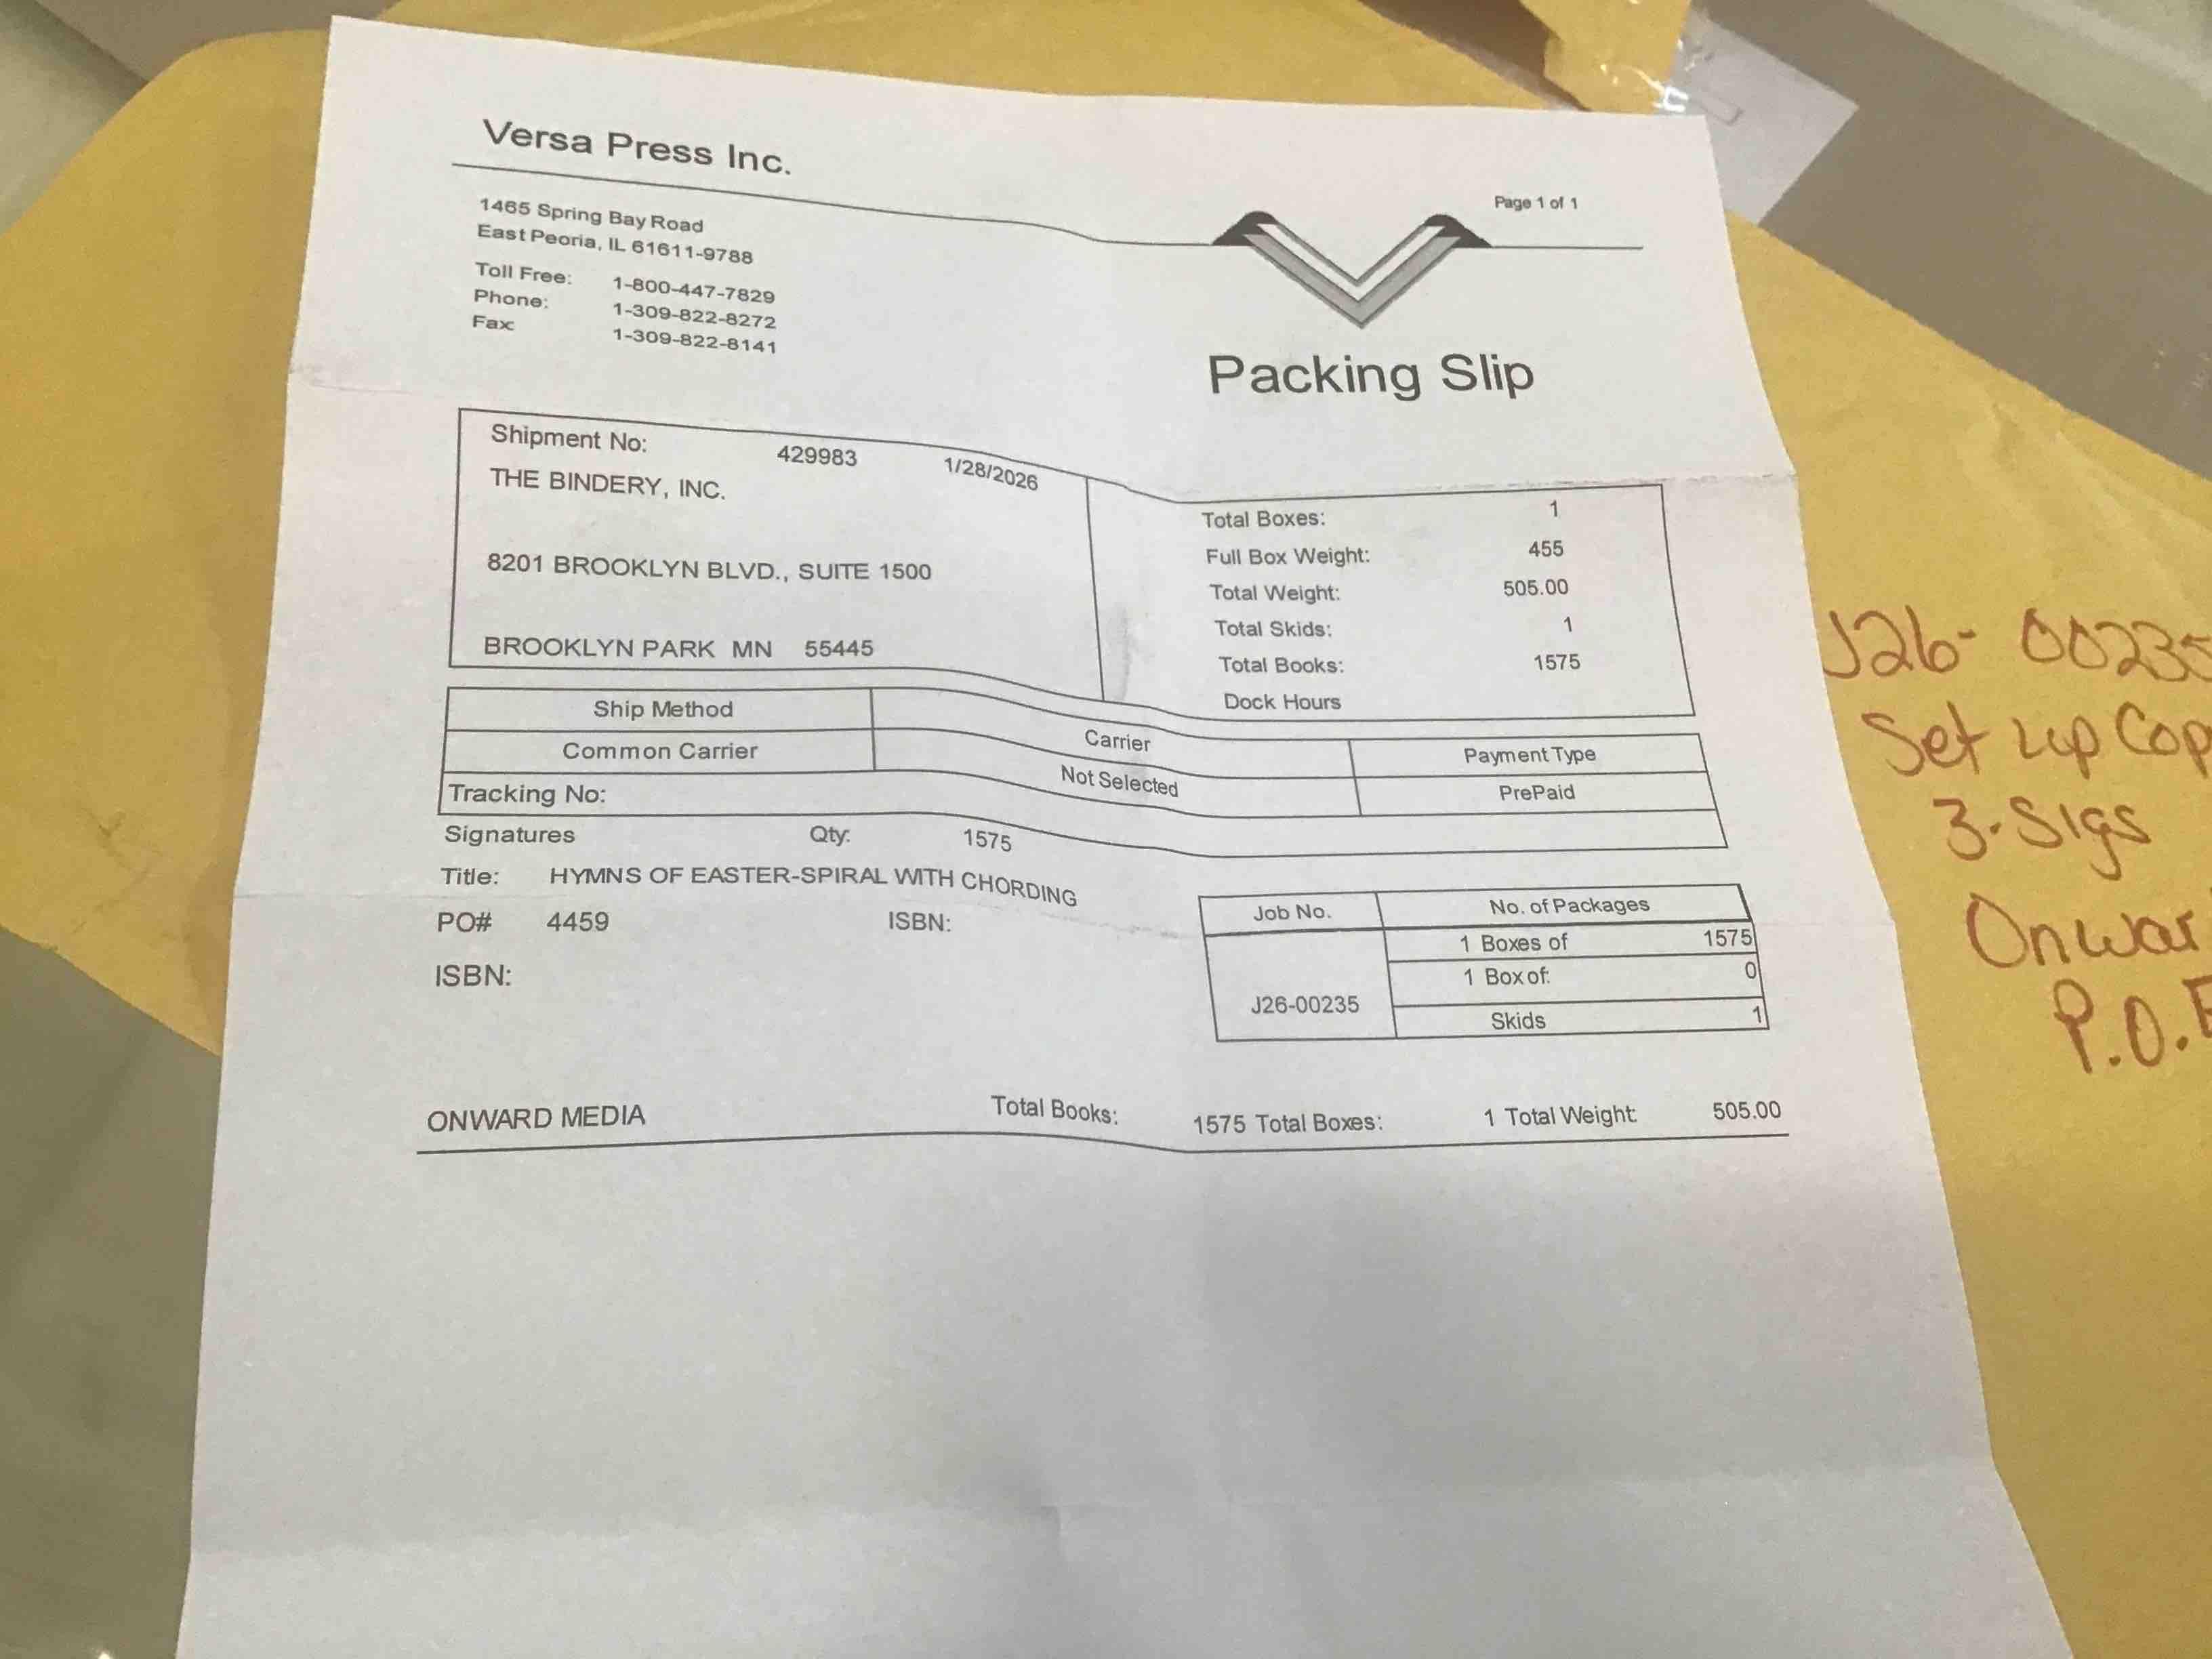 Versa Press Inc.
Page 1 of 1
1465 Spring Bay Road
East Peoria, IL 61611-9788
Toll Free: 1-800-447-7829
Phone: 1-309-822-8272
Fax: 1-309-822-8141
Packing Slip
Shipment No: 429983 1/28/2026
THE BINDERY, INC.
8201 BROOKLYN BLVD., SUITE 1500
BROOKLYN PARK MN 55445
Total Boxes: 1
Full Box Weight: 455
Total Weight: 505.00
Total Skids: 1
Total Books: 1575
Dock Hours
Ship Method Carrier Payment Type
Common Carrier Not Selected PrePaid
Tracking No:
Signatures Qty: 1575
Title: HYMNS OF EASTER-SPIRAL WITH CHORDING
PO# 4459 ISBN:
ISBN:
Job No. No. of Packages
J26-00235
1 Boxes of 1575
1 Box of: 0
Skids 1
ONWARD MEDIA Total Books: 1575 Total Boxes: 1 Total Weight: 505.00
J26-00235
Set up Cop
3-Sigs
Onwar
P.O.